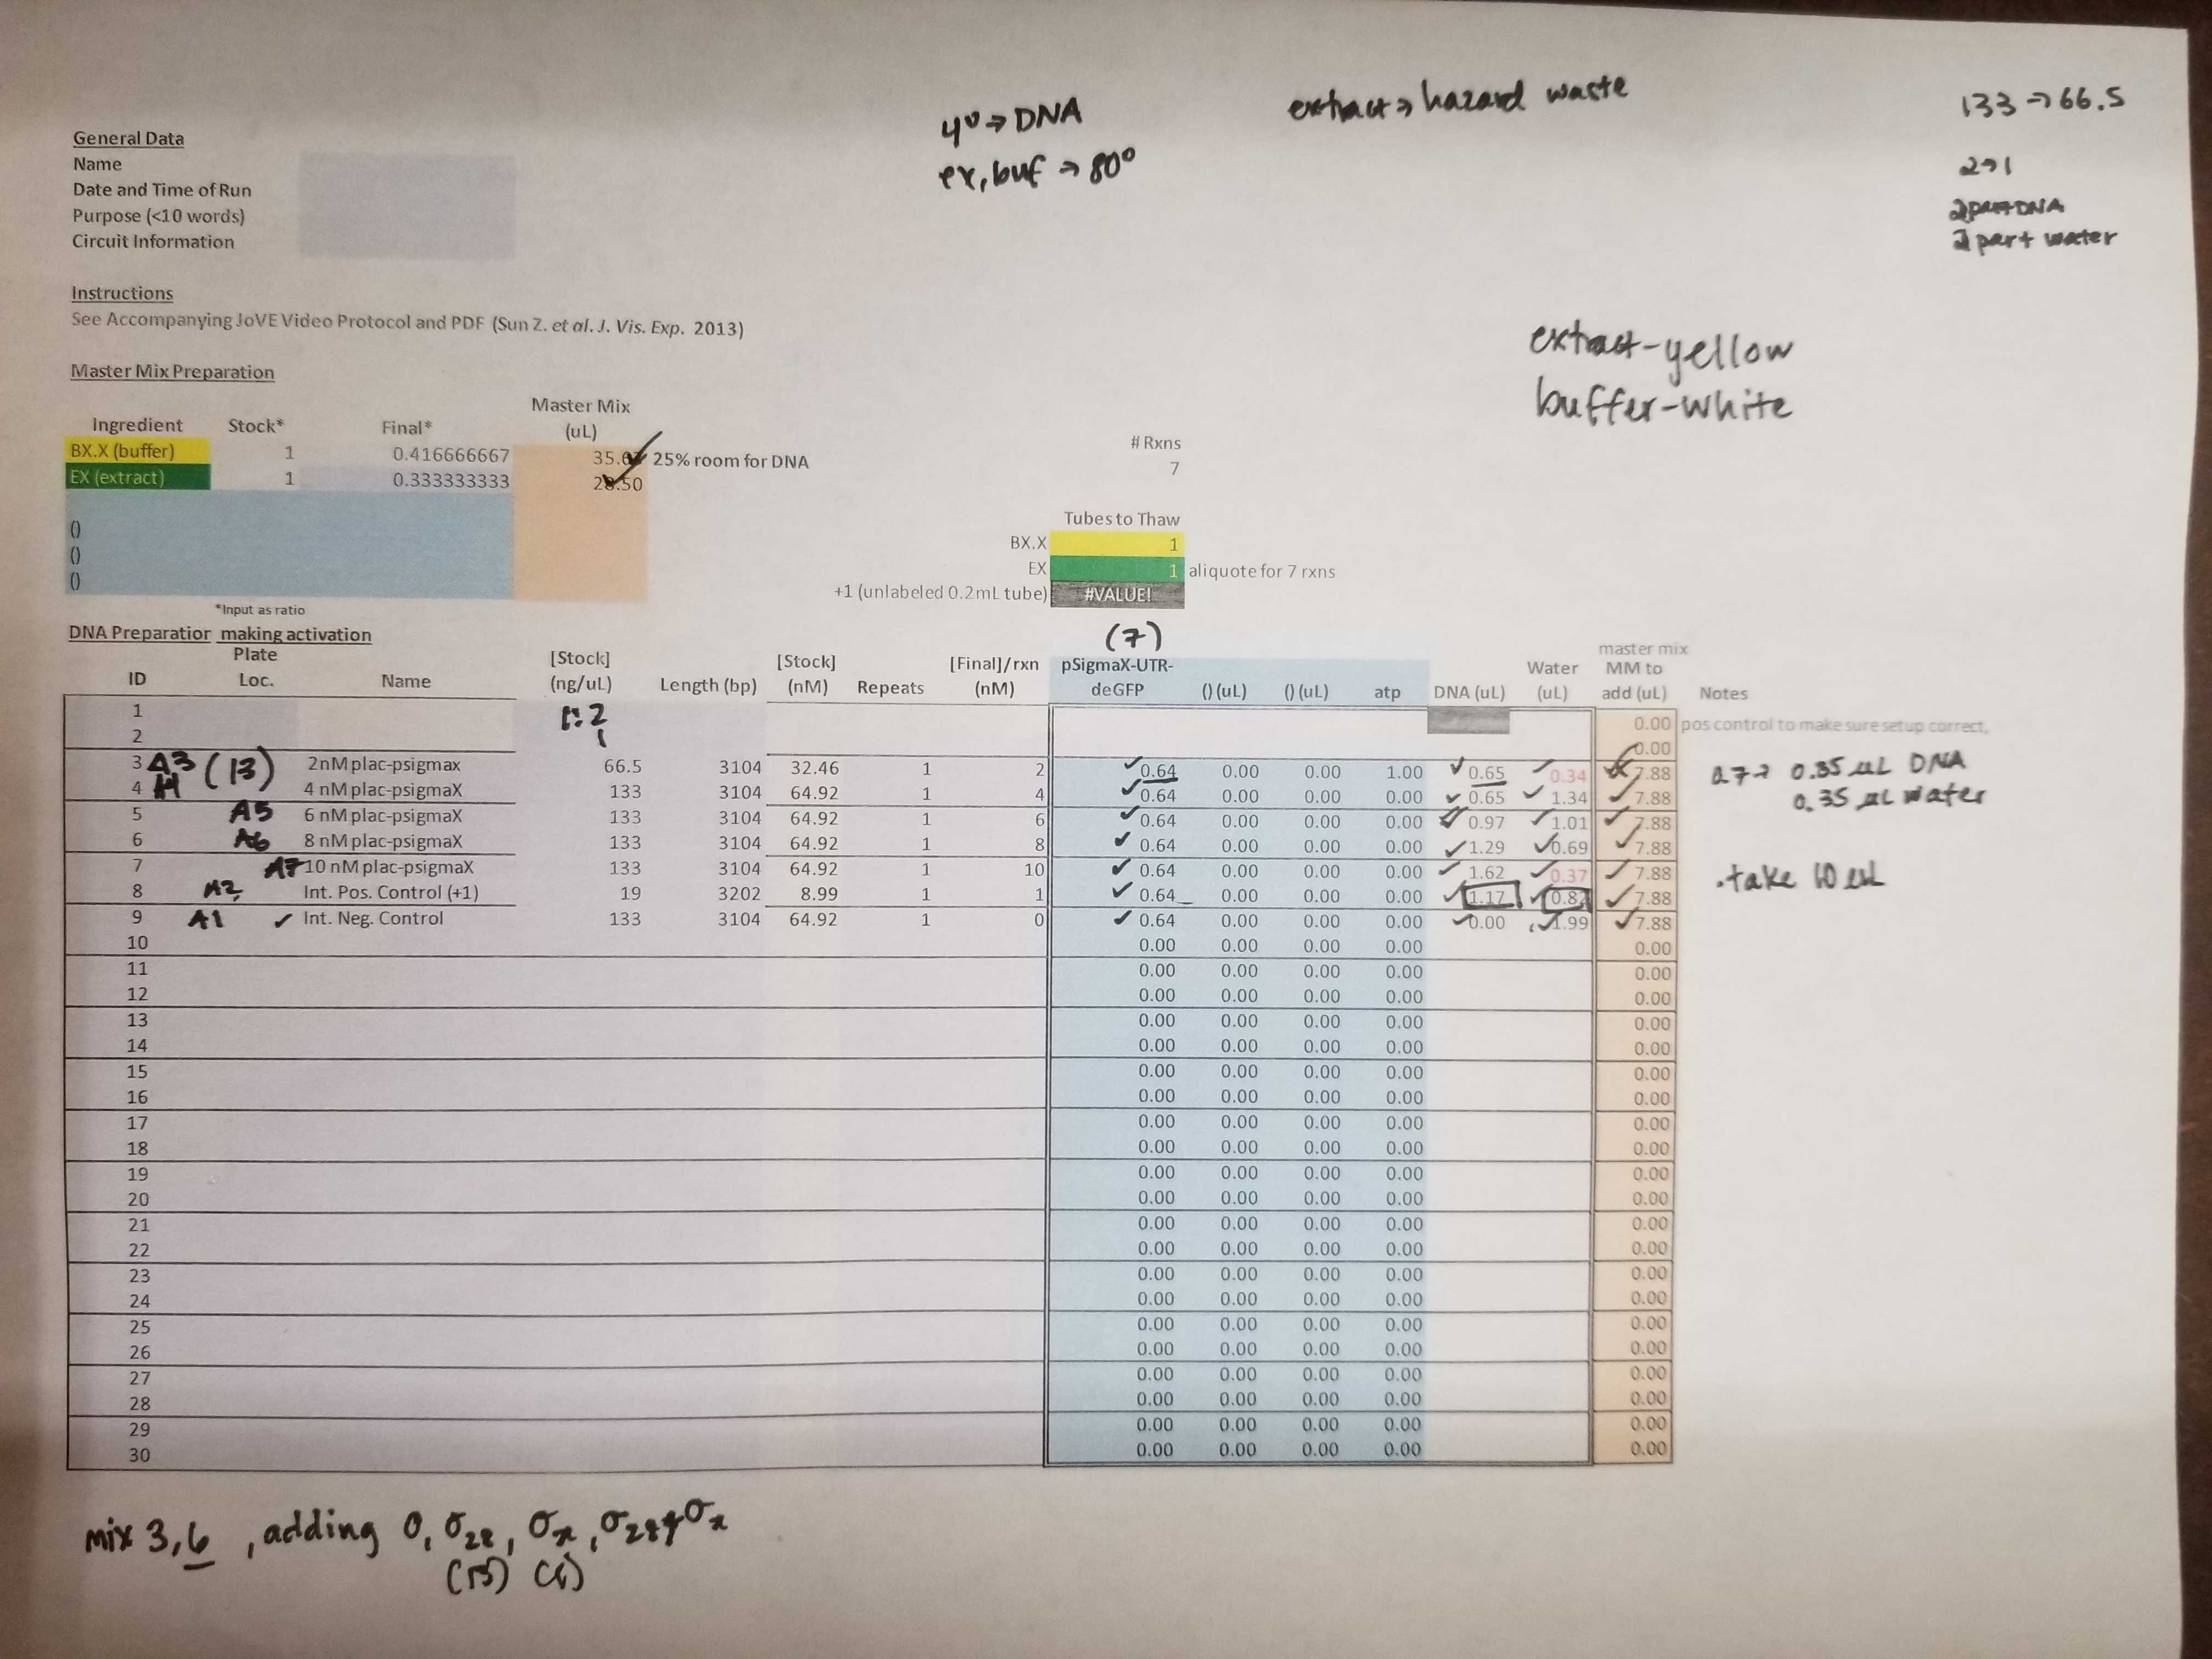 4° → DNA
ex, buf → 80°
extract → hazard waste
133 → 66.5
2 → 1
part DNA
part water
General Data
Name
Date and Time of Run
Purpose (<10 words)
Circuit Information
Instructions
See Accompanying JoVE Video Protocol and PDF (Sun Z. et al. J. Vis. Exp. 2013)
extract-yellow
buffer-white
Master Mix Preparation
Ingredient Stock* Final* Master Mix (uL)
BX.X (buffer) 1 0.416666667 25% room for DNA
EX (extract) 1 0.333333333 28.50
()
()
()
*Input as ratio
# Rxns
7
Tubes to Thaw
BX.X 1
EX 1 aliquote for 7 rxns
+1 (unlabeled 0.2mL tube) #VALUE!
DNA Preparatior making activation
(7)
ID Plate Loc. Name [Stock] (ng/uL) Length (bp) [Stock] (nM) Repeats [Final]/rxn (nM) pSigmaX-UTR-deGFP () (uL) () (uL) atp DNA (uL) Water (uL) master mix MM to add (uL) Notes
1 1:2 0.00 pos control to make sure setup correct,
2 1 0.00
3 A3 (13) 2nM plac-psigmax 66.5 3104 32.46 1 2 0.64 0.00 0.00 1.00 0.65 0.34 7.88
4 4 nM plac-psigmaX 133 3104 64.92 1 4 0.64 0.00 0.00 0.00 0.65 1.34 7.88
5 A5 6 nM plac-psigmaX 133 3104 64.92 1 6 0.64 0.00 0.00 0.00 0.97 1.01 7.88
6 A6 8 nM plac-psigmaX 133 3104 64.92 1 8 0.64 0.00 0.00 0.00 1.29 0.69 7.88
7 A7 10 nM plac-psigmaX 133 3104 64.92 1 10 0.64 0.00 0.00 0.00 1.62 0.37 7.88
8 A2 Int. Pos. Control (+1) 19 3202 8.99 1 1 0.64 0.00 0.00 0.00 1.17 0.82 7.88
9 A1 ✓ Int. Neg. Control 133 3104 64.92 1 0 0.64 0.00 0.00 0.00 0.00 1.99 7.88
0.7 → 0.35 uL DNA
0.35 uL water
.take 10 uL
10 0.00 0.00 0.00 0.00 0.00
11 0.00 0.00 0.00 0.00 0.00
12 0.00 0.00 0.00 0.00 0.00
13 0.00 0.00 0.00 0.00 0.00
14 0.00 0.00 0.00 0.00 0.00
15 0.00 0.00 0.00 0.00 0.00
16 0.00 0.00 0.00 0.00 0.00
17 0.00 0.00 0.00 0.00 0.00
18 0.00 0.00 0.00 0.00 0.00
19 0.00 0.00 0.00 0.00 0.00
20 0.00 0.00 0.00 0.00 0.00
21 0.00 0.00 0.00 0.00 0.00
22 0.00 0.00 0.00 0.00 0.00
23 0.00 0.00 0.00 0.00 0.00
24 0.00 0.00 0.00 0.00 0.00
25 0.00 0.00 0.00 0.00 0.00
26 0.00 0.00 0.00 0.00 0.00
27 0.00 0.00 0.00 0.00 0.00
28 0.00 0.00 0.00 0.00 0.00
29 0.00 0.00 0.00 0.00 0.00
30 0.00 0.00 0.00 0.00 0.00
mix 3,6 , adding 0, σ28, σx, σ28+σx